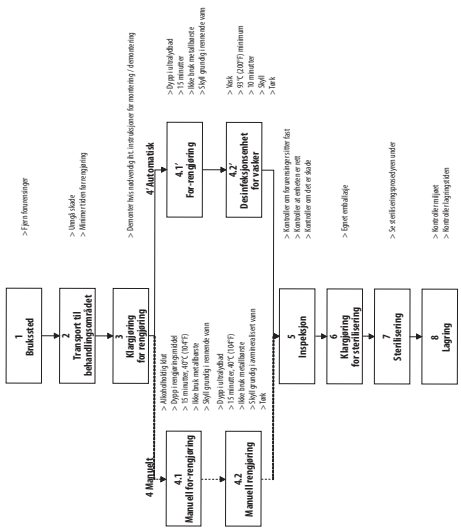 1
Brukssted
> Fjern forurensinger
2
Transport til
behandlingsområdet
> Unngå skade
> Minimer tiden før rengjøring
3
Klargjøring
for rengjøring
> Demonter hvis nødvendig iht. instruksjoner for montering / demontering
4 Manuelt
4.1
Manuell for-rengjøring
> Alkoholholdig klut
> Dypp i rengjøringsmiddel
> 15 minutter, 40°C (104°F)
> Ikke bruk metallbørste
> Skyll grundig i rennende vann
4.2
Manuell rengjøring
> Dypp i ultralydbad
> 15 minutter, 40°C (104°F)
> Ikke bruk metallbørste
> Skyll grundig i avmineralisert vann
> Tørk
4' Automatisk
4.1'
For-rengjøring
> Dypp i ultralydbad
> 15 minutter
> Ikke bruk metallbørste
> Skyll grundig i rennende vann
4.2'
Desinfeksjonsenhet
for vasker
> Vask
> 93°C (200°F) minimum
> 10 minutter
> Skyll
> Tørk
5
Inspeksjon
> Kontroller om forurensinger sitter fast
> Kontroller at enheten er rett
> Kontroller om det er skade
6
Klargjøring
for sterilisering
> Egnet emballasje
7
Sterilisering
> Se steriliseringsprosedyren under
8
Lagring
> Kontroller miljøet
> Kontroller lagringstiden